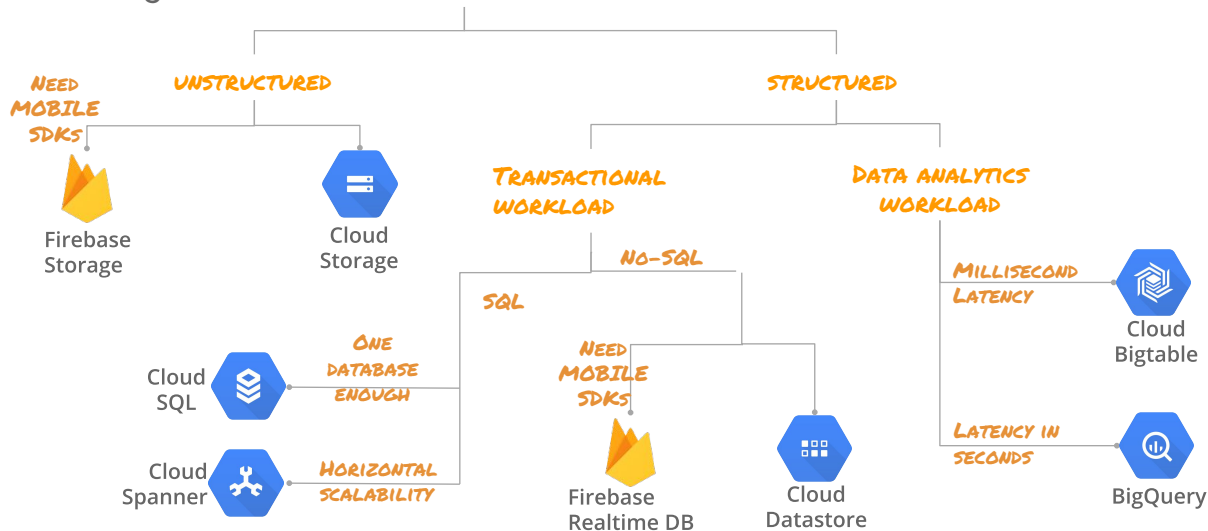 UNSTRUCTURED
STRUCTURED
NEED
MOBILE
SDKS
TRANSACTIONAL
WORKLOAD
DATA ANALYTICS
WORKLOAD
Firebase
Storage
Cloud
Storage
NO-SQL
SQL
MILLISECOND
LATENCY
Cloud
Bigtable
ONE
DATABASE
ENOUGH
Cloud
SQL
NEED
MOBILE
SDKS
HORIZONTAL
SCALABILITY
Cloud
Spanner
LATENCY IN
SECONDS
BigQuery
Firebase
Realtime DB
Cloud
Datastore